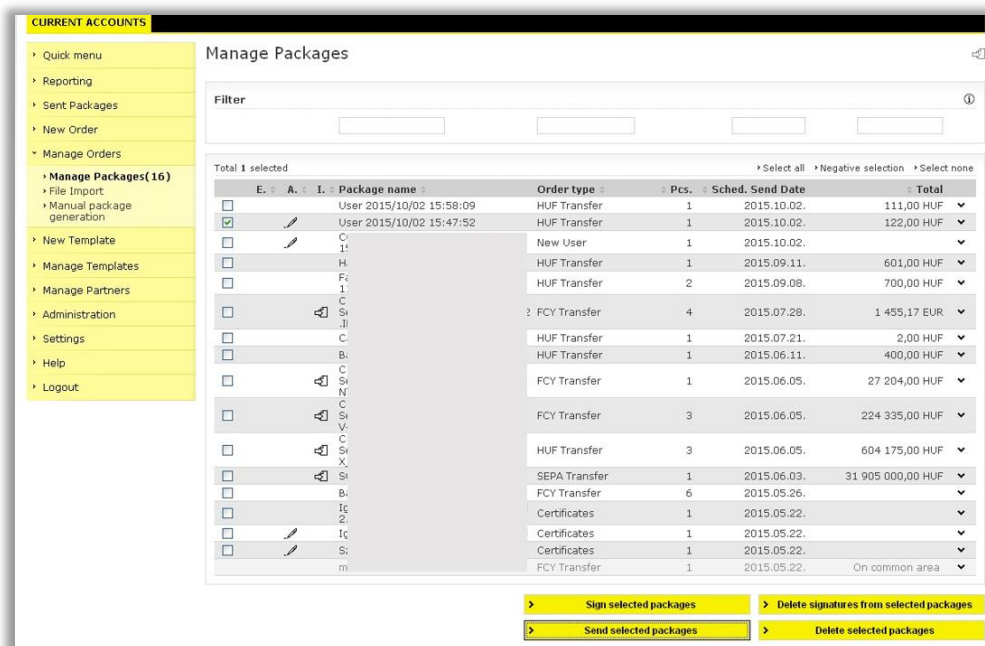 CURRENT ACCOUNTS
Quick menu
Reporting
Sent Packages
New Order
Manage Orders
Manage Packages(16)
File Import
Manual package
generation
New Template
Manage Templates
Manage Partners
Administration
Settings
Help
Logout
Manage Packages
Filter
Total 1 selected Select all Negative selection Select none
E. A. I. Package name Order type Pcs. Sched. Send Date Total
User 2015/10/02 15:58:09 HUF Transfer 1 2015.10.02. 111,00 HUF
User 2015/10/02 15:47:52 HUF Transfer 1 2015.10.02. 122,00 HUF
New User 1 2015.10.02.
HUF Transfer 1 2015.09.11. 601,00 HUF
HUF Transfer 2 2015.09.08. 700,00 HUF
2 FCY Transfer 4 2015.07.28. 1 455,17 EUR
HUF Transfer 1 2015.07.21. 2,00 HUF
HUF Transfer 1 2015.06.11. 400,00 HUF
FCY Transfer 1 2015.06.05. 27 204,00 HUF
FCY Transfer 3 2015.06.05. 224 335,00 HUF
HUF Transfer 3 2015.06.05. 604 175,00 HUF
SEPA Transfer 1 2015.06.03. 31 905 000,00 HUF
FCY Transfer 6 2015.05.26.
Certificates 1 2015.05.22.
Certificates 1 2015.05.22.
Certificates 1 2015.05.22.
FCY Transfer 1 2015.05.22. On common area
Sign selected packages Delete signatures from selected packages
Send selected packages Delete selected packages